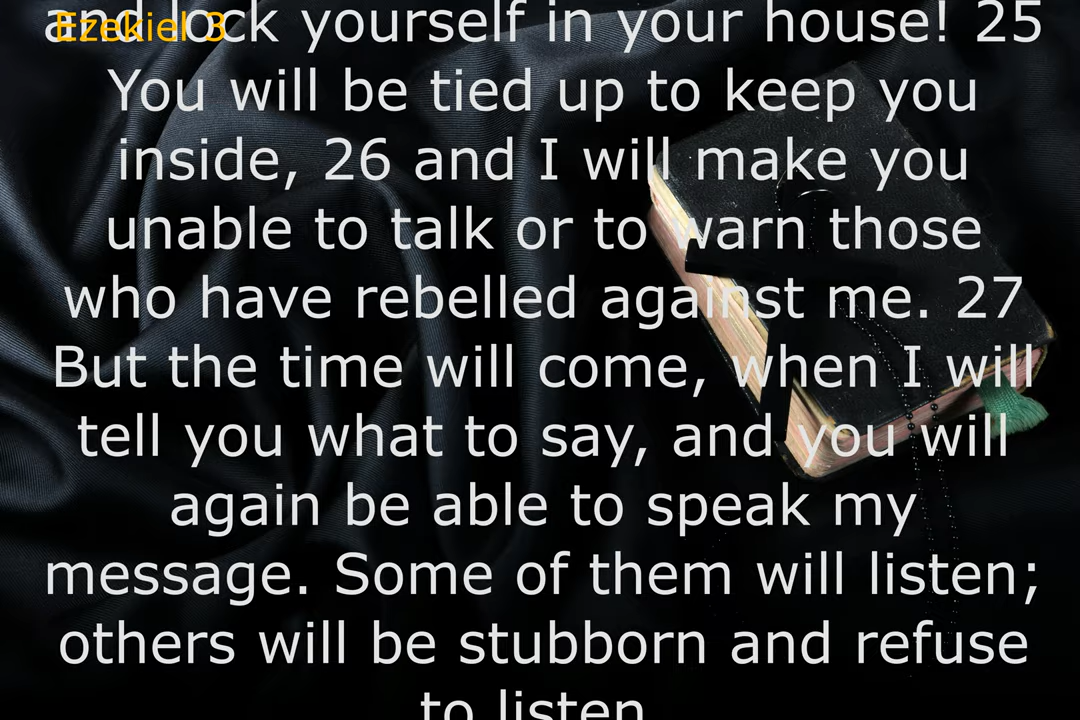 Ezekiel 3
and lock yourself in your house! 25
You will be tied up to keep you
inside, 26 and I will make you
unable to talk or to warn those
who have rebelled against me. 27
But the time will come, when I will
tell you what to say, and you will
again be able to speak my
message. Some of them will listen;
others will be stubborn and refuse
to listen